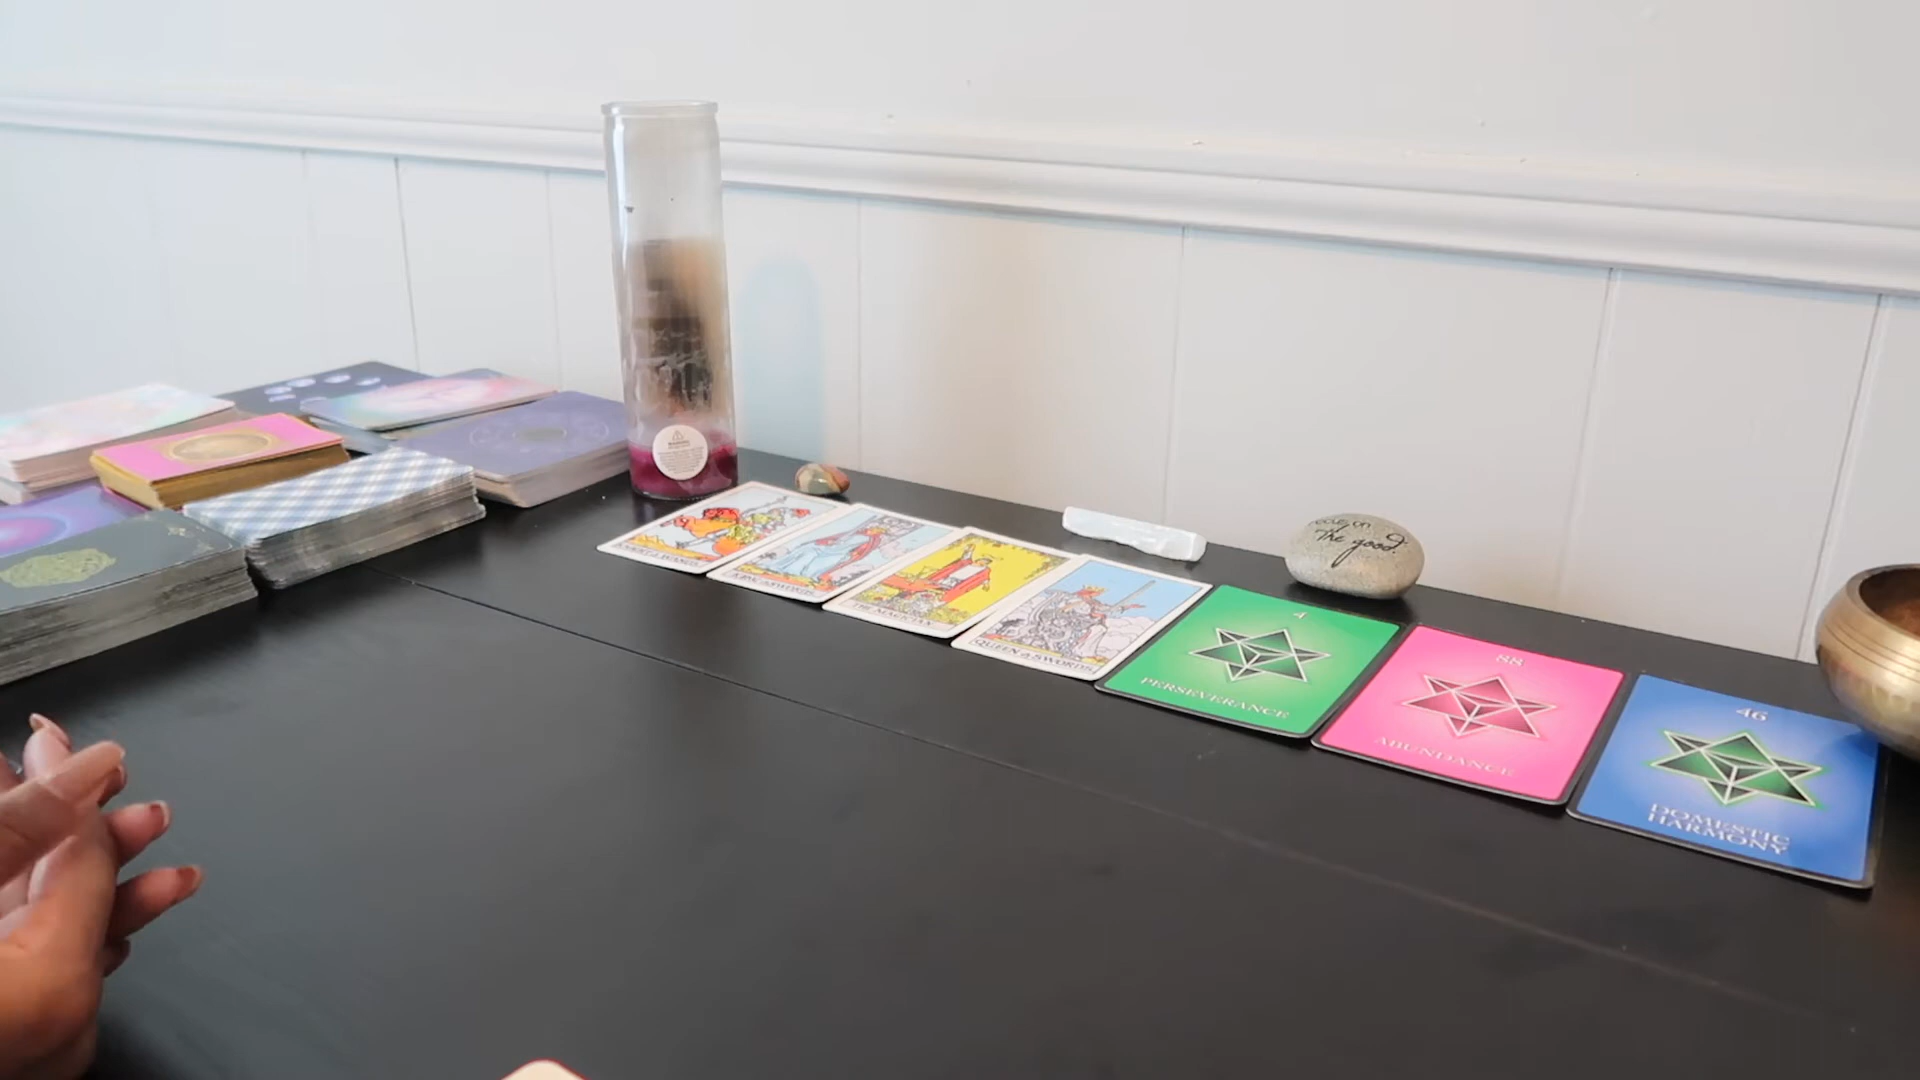 KNIGHT of WANDS
KING of SWORDS
THE MAGICIAN
QUEEN of SWORDS
4
PERSEVERANCE
88
ABUNDANCE
46
DOMESTIC
HARMONY
on
The good